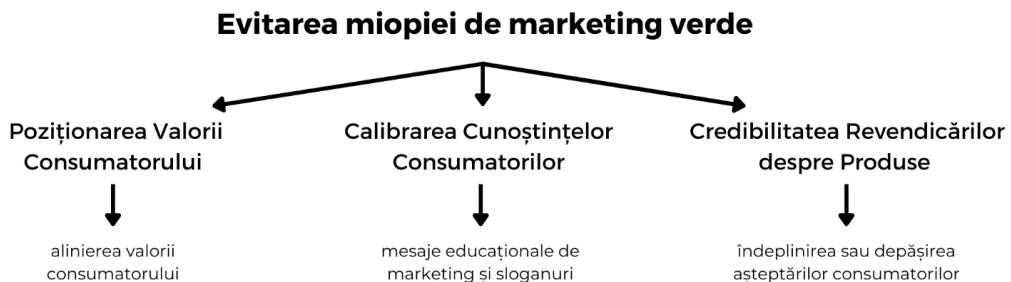 Evitarea miopiei de marketing verde
Poziționarea Valorii
Consumatorului
Calibrarea Cunoștințelor
Consumatorilor
Credibilitatea Revendicărilor
despre Produse
alinierea valorii
consumatorului
mesaje educaționale de
marketing și sloganuri
îndeplinirea sau depășirea
așteptărilor consumatorilor